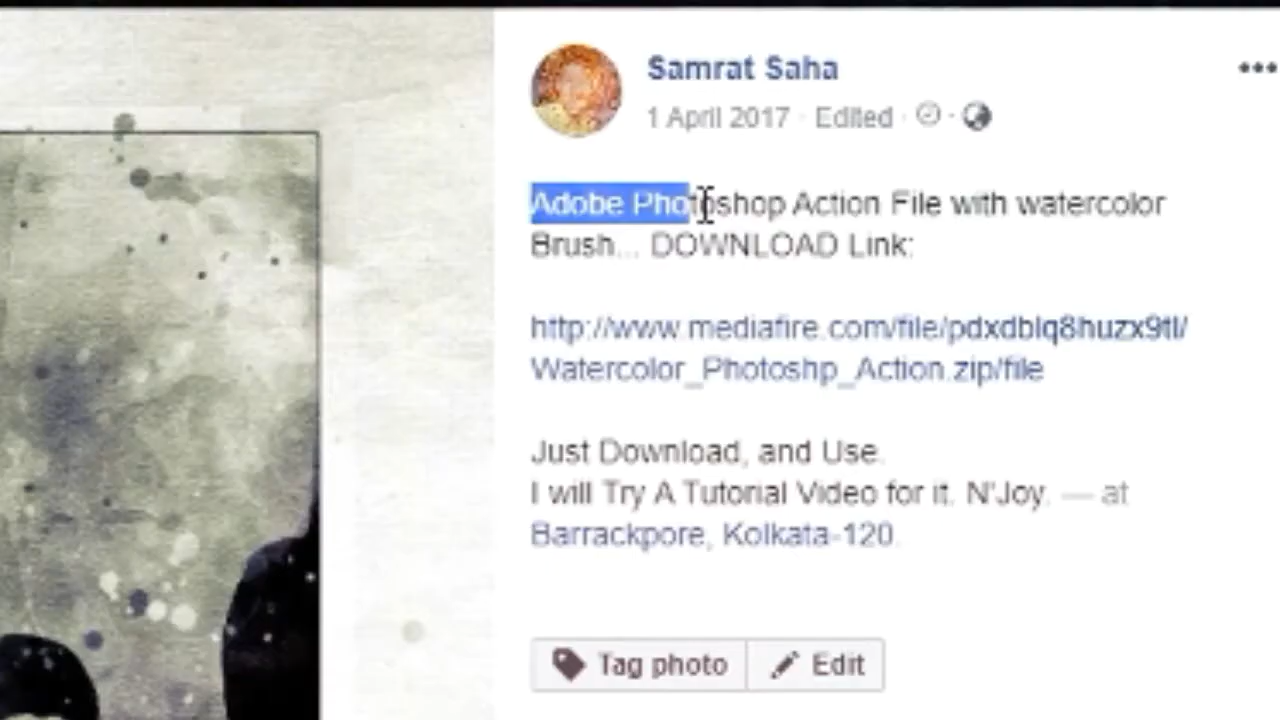 Samrat Saha
1 April 2017 · Edited ·
Adobe Photoshop Action File with watercolor
Brush... DOWNLOAD Link:
http://www.mediafire.com/file/pdxdblq8huzx9tl/
Watercolor_Photoshp_Action.zip/file
Just Download, and Use.
I will Try A Tutorial Video for it. N'Joy. — at
Barrackpore, Kolkata-120.
Tag photo
Edit